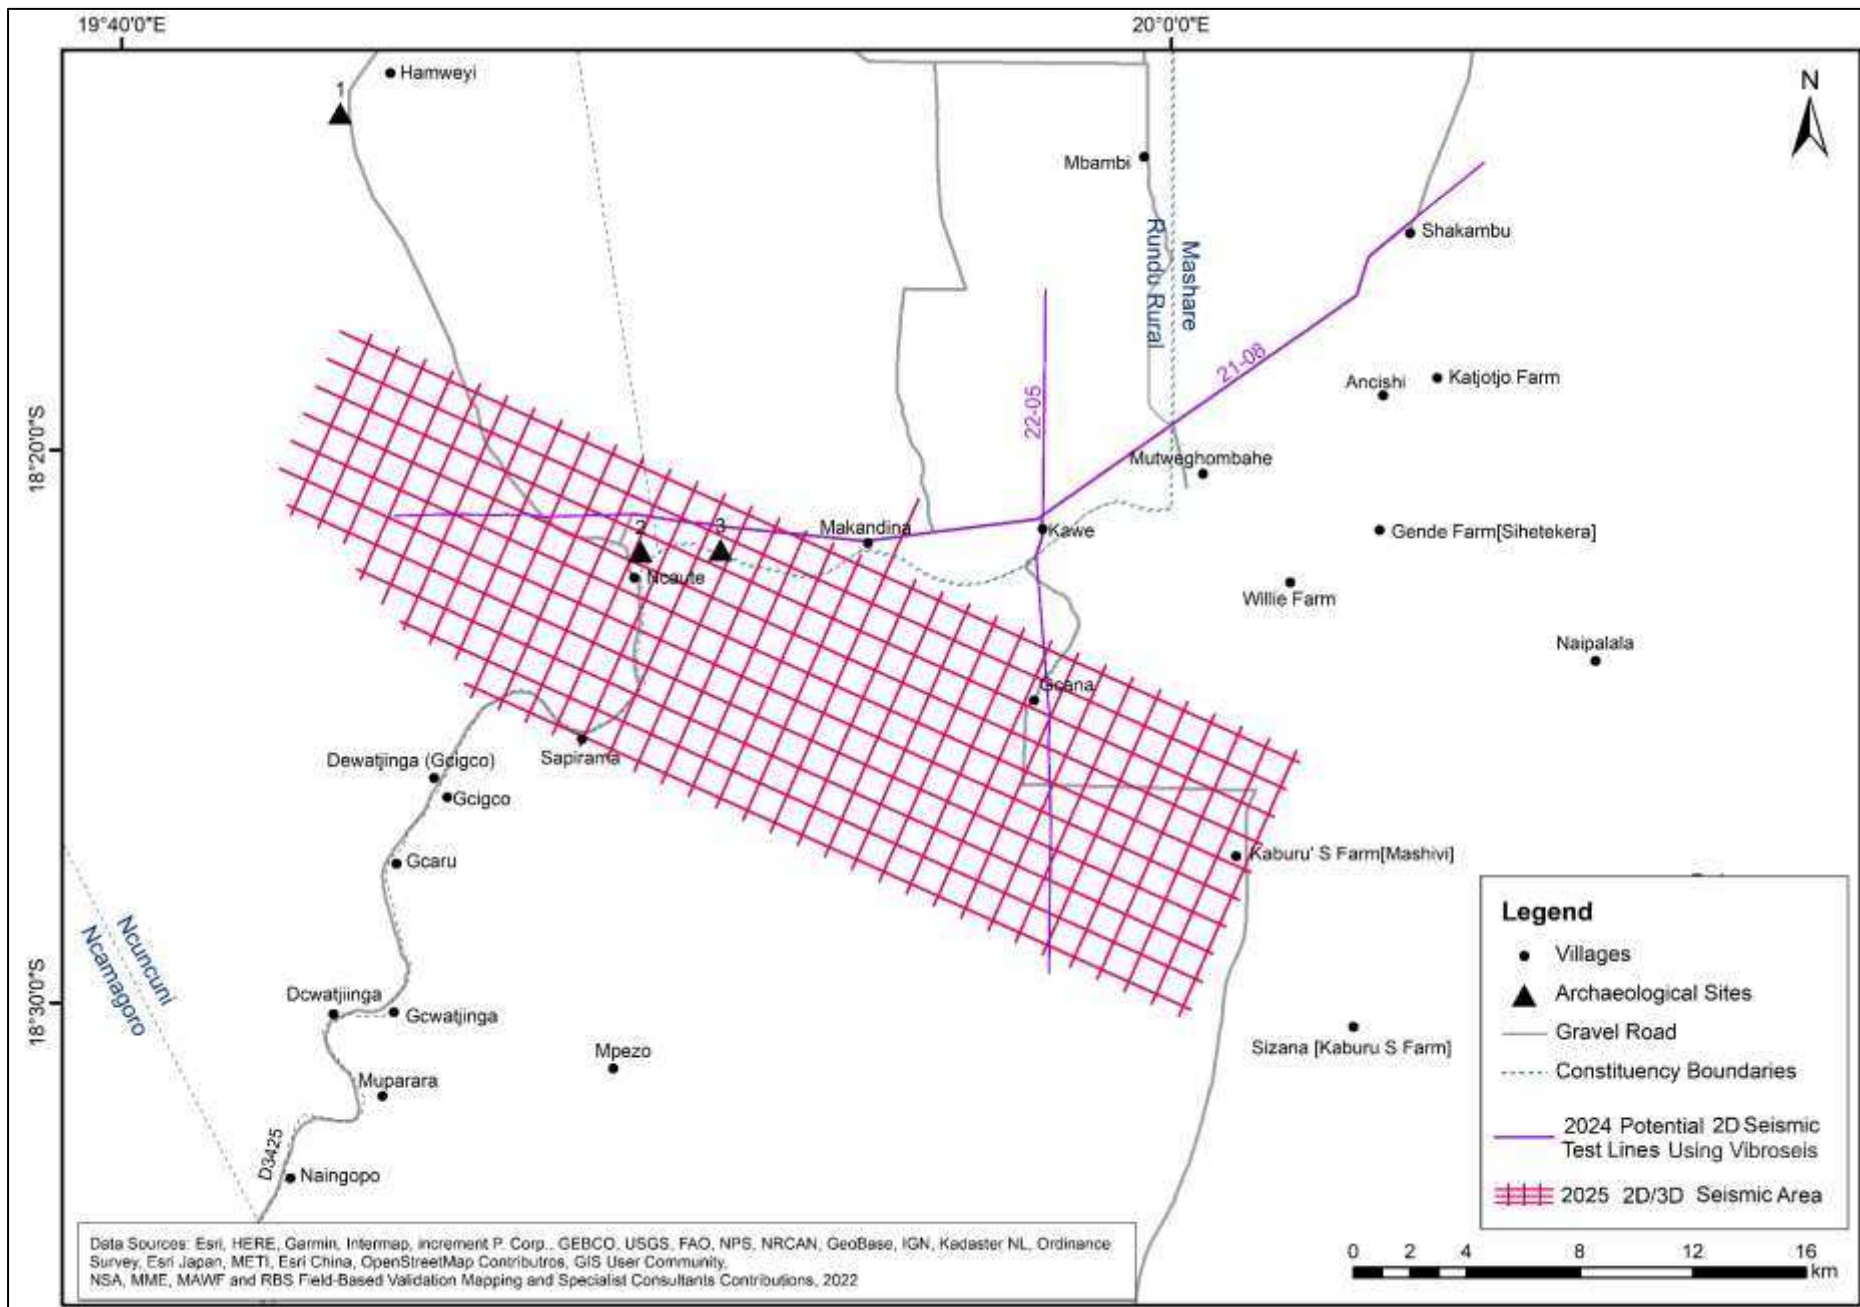 19°40'0"E
20°0'0"E
Hamweyi
1
N
Mbambi
Shakambu
Rundu Rural
Mashare
21-08
22-05
Ancishi
Katjotjo Farm
18°20'0"S
Mutweghombahe
Makandina
Kawe
Gende Farm[Sihetekera]
2
3
Ncaute
Willie Farm
Naipalala
Gcana
Sapirama
Dewatjinga (Gcigco)
Gcigco
Gcaru
Kaburu' S Farm[Mashivi]
Ncuncuni
Ncamagoro
18°30'0"S
Dcwatjiinga
Gcwatjinga
Mpezo
Sizana [Kaburu S Farm]
Muparara
D3425
Naingopo
Legend
Villages
Archaeological Sites
Gravel Road
Constituency Boundaries
2024 Potential 2D Seismic
Test Lines Using Vibroseis
2025 2D/3D Seismic Area
Data Sources: Esri, HERE, Garmin, Intermap, increment P Corp., GEBCO, USGS, FAO, NPS, NRCAN, GeoBase, IGN, Kadaster NL, Ordinance
Survey, Esri Japan, METI, Esri China, OpenStreetMap Contributros, GIS User Community,
NSA, MME, MAWF and RBS Field-Based Validation Mapping and Specialist Consultants Contributions, 2022
0 2 4 8 12 16
km